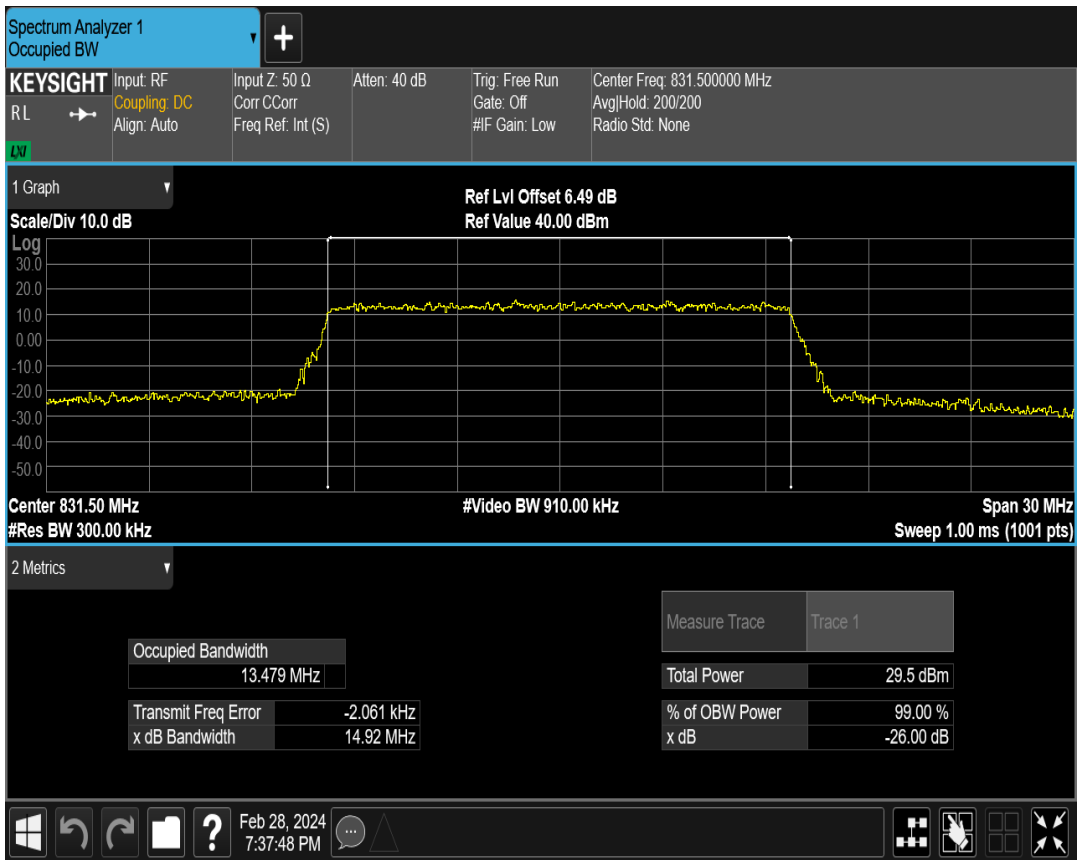 Spectrum Analyzer 1
Occupied BW
KEYSIGHT
RL
LXI
Input: RF
Coupling: DC
Align: Auto
Input Z: 50 Ω
Corr CCorr
Freq Ref: Int (S)
Atten: 40 dB
Trig: Free Run
Gate: Off
#IF Gain: Low
Center Freq: 831.500000 MHz
Avg|Hold: 200/200
Radio Std: None
1 Graph
Scale/Div 10.0 dB
Ref Lvl Offset 6.49 dB
Ref Value 40.00 dBm
Log
30.0
20.0
10.0
0.00
-10.0
-20.0
-30.0
-40.0
-50.0
Center 831.50 MHz
#Res BW 300.00 kHz
#Video BW 910.00 kHz
Span 30 MHz
Sweep 1.00 ms (1001 pts)
2 Metrics
Occupied Bandwidth
13.479 MHz
Transmit Freq Error -2.061 kHz
x dB Bandwidth 14.92 MHz
Measure Trace Trace 1
Total Power 29.5 dBm
% of OBW Power 99.00 %
x dB -26.00 dB
?
Feb 28, 2024
7:37:48 PM